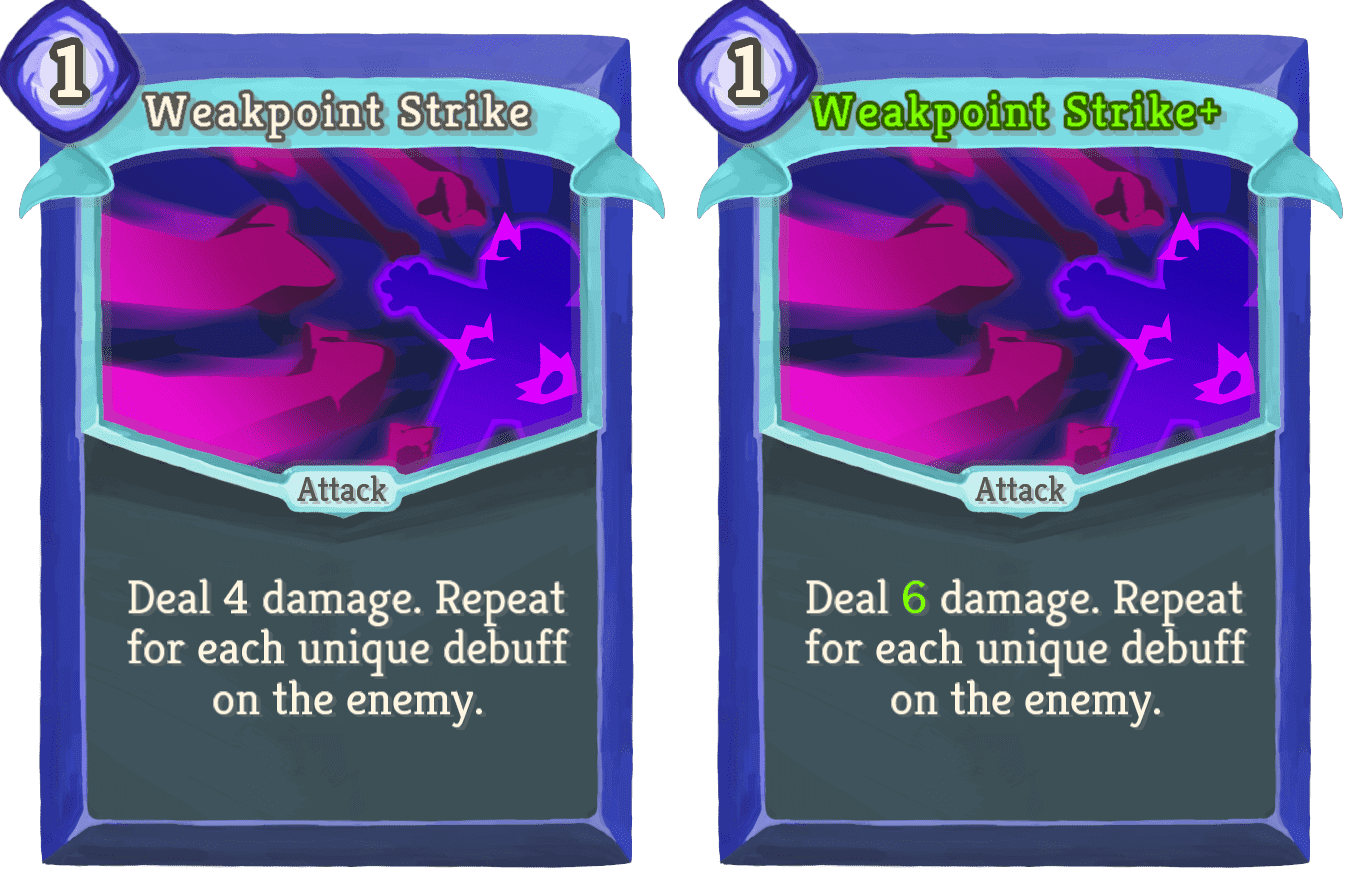 1
Weakpoint Strike
Attack
Deal 4 damage. Repeat
for each unique debuff
on the enemy.
1
Weakpoint Strike+
Attack
Deal 6 damage. Repeat
for each unique debuff
on the enemy.